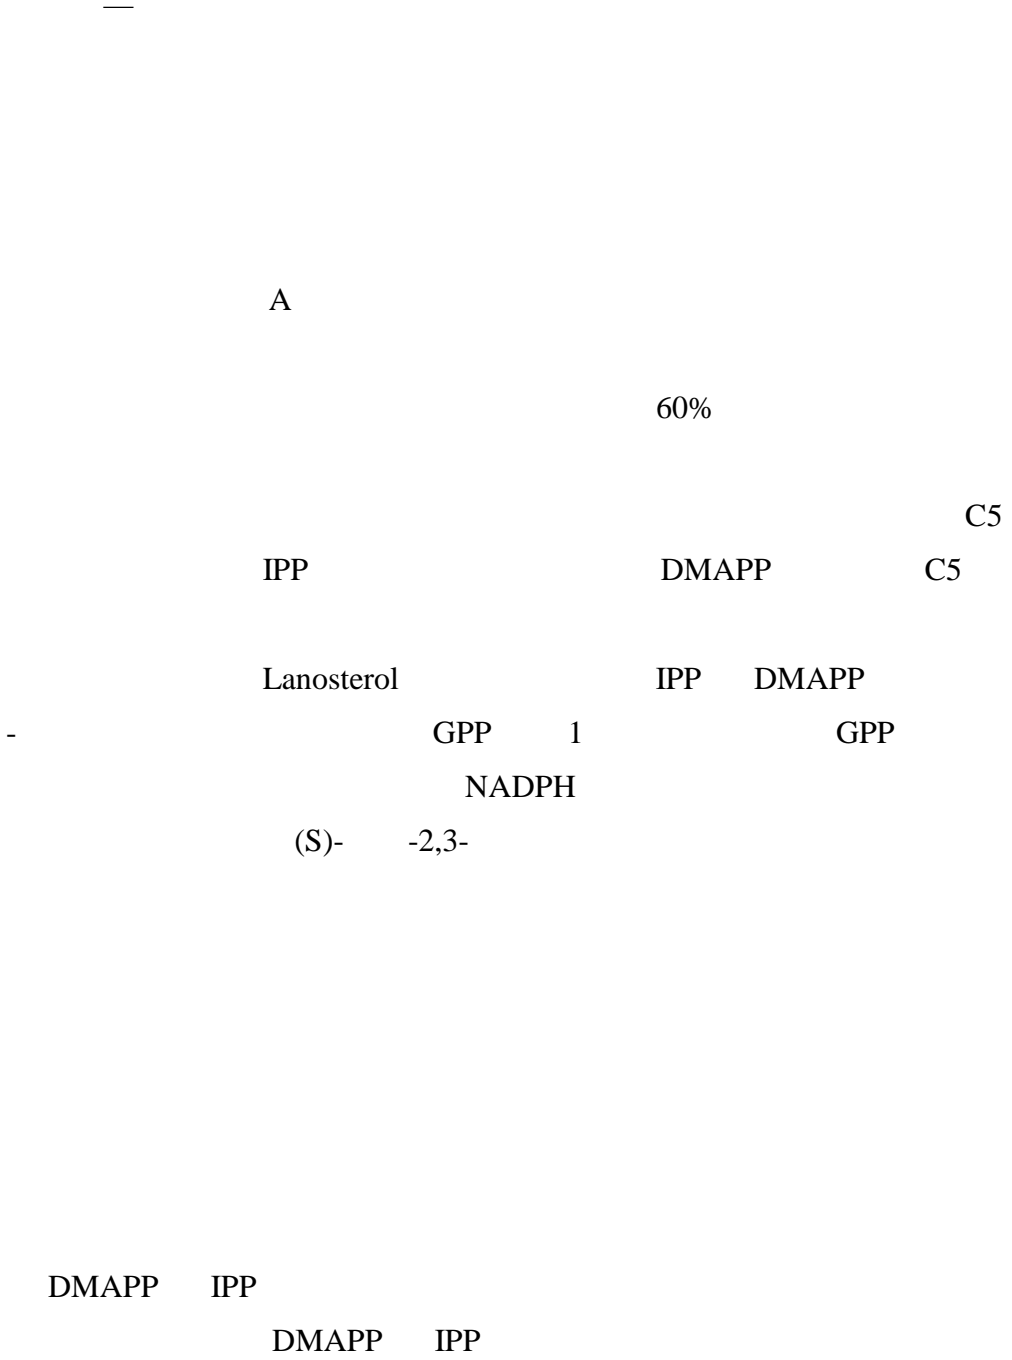 —
A
60%
C5
IPP DMAPP C5
Lanosterol IPP DMAPP
- GPP 1 GPP
NADPH
(S)- -2,3-
DMAPP IPP
DMAPP IPP